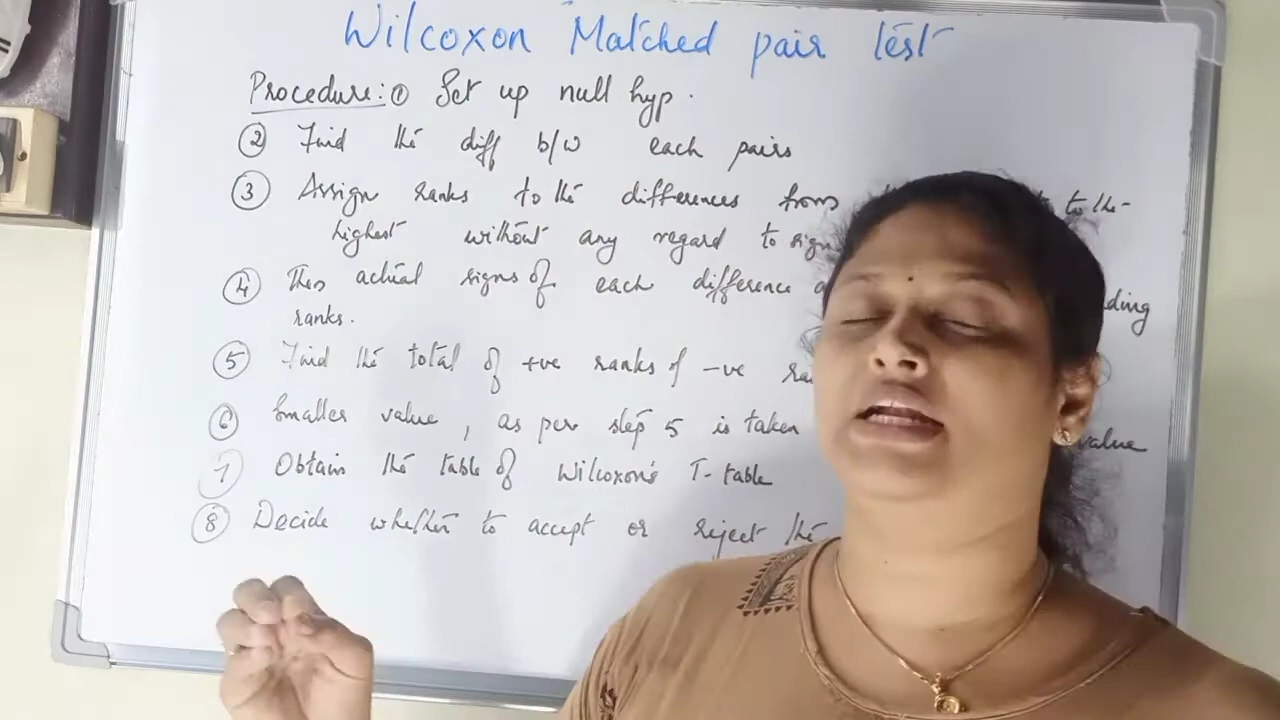 Wilcoxon Matched pair test
Procedure: ① Set up null hyp.
② Find the diff b/w each pairs
③ Assign ranks to the differences from to the
highest without any regard to sign
④ The actual signs of each difference
ranks.
⑤ Find the total of +ve ranks of -ve
⑥ Smaller value, as per step 5 is taken value
⑦ Obtain the table of Wilcoxon's T-table
⑧ Decide whether to accept or reject the